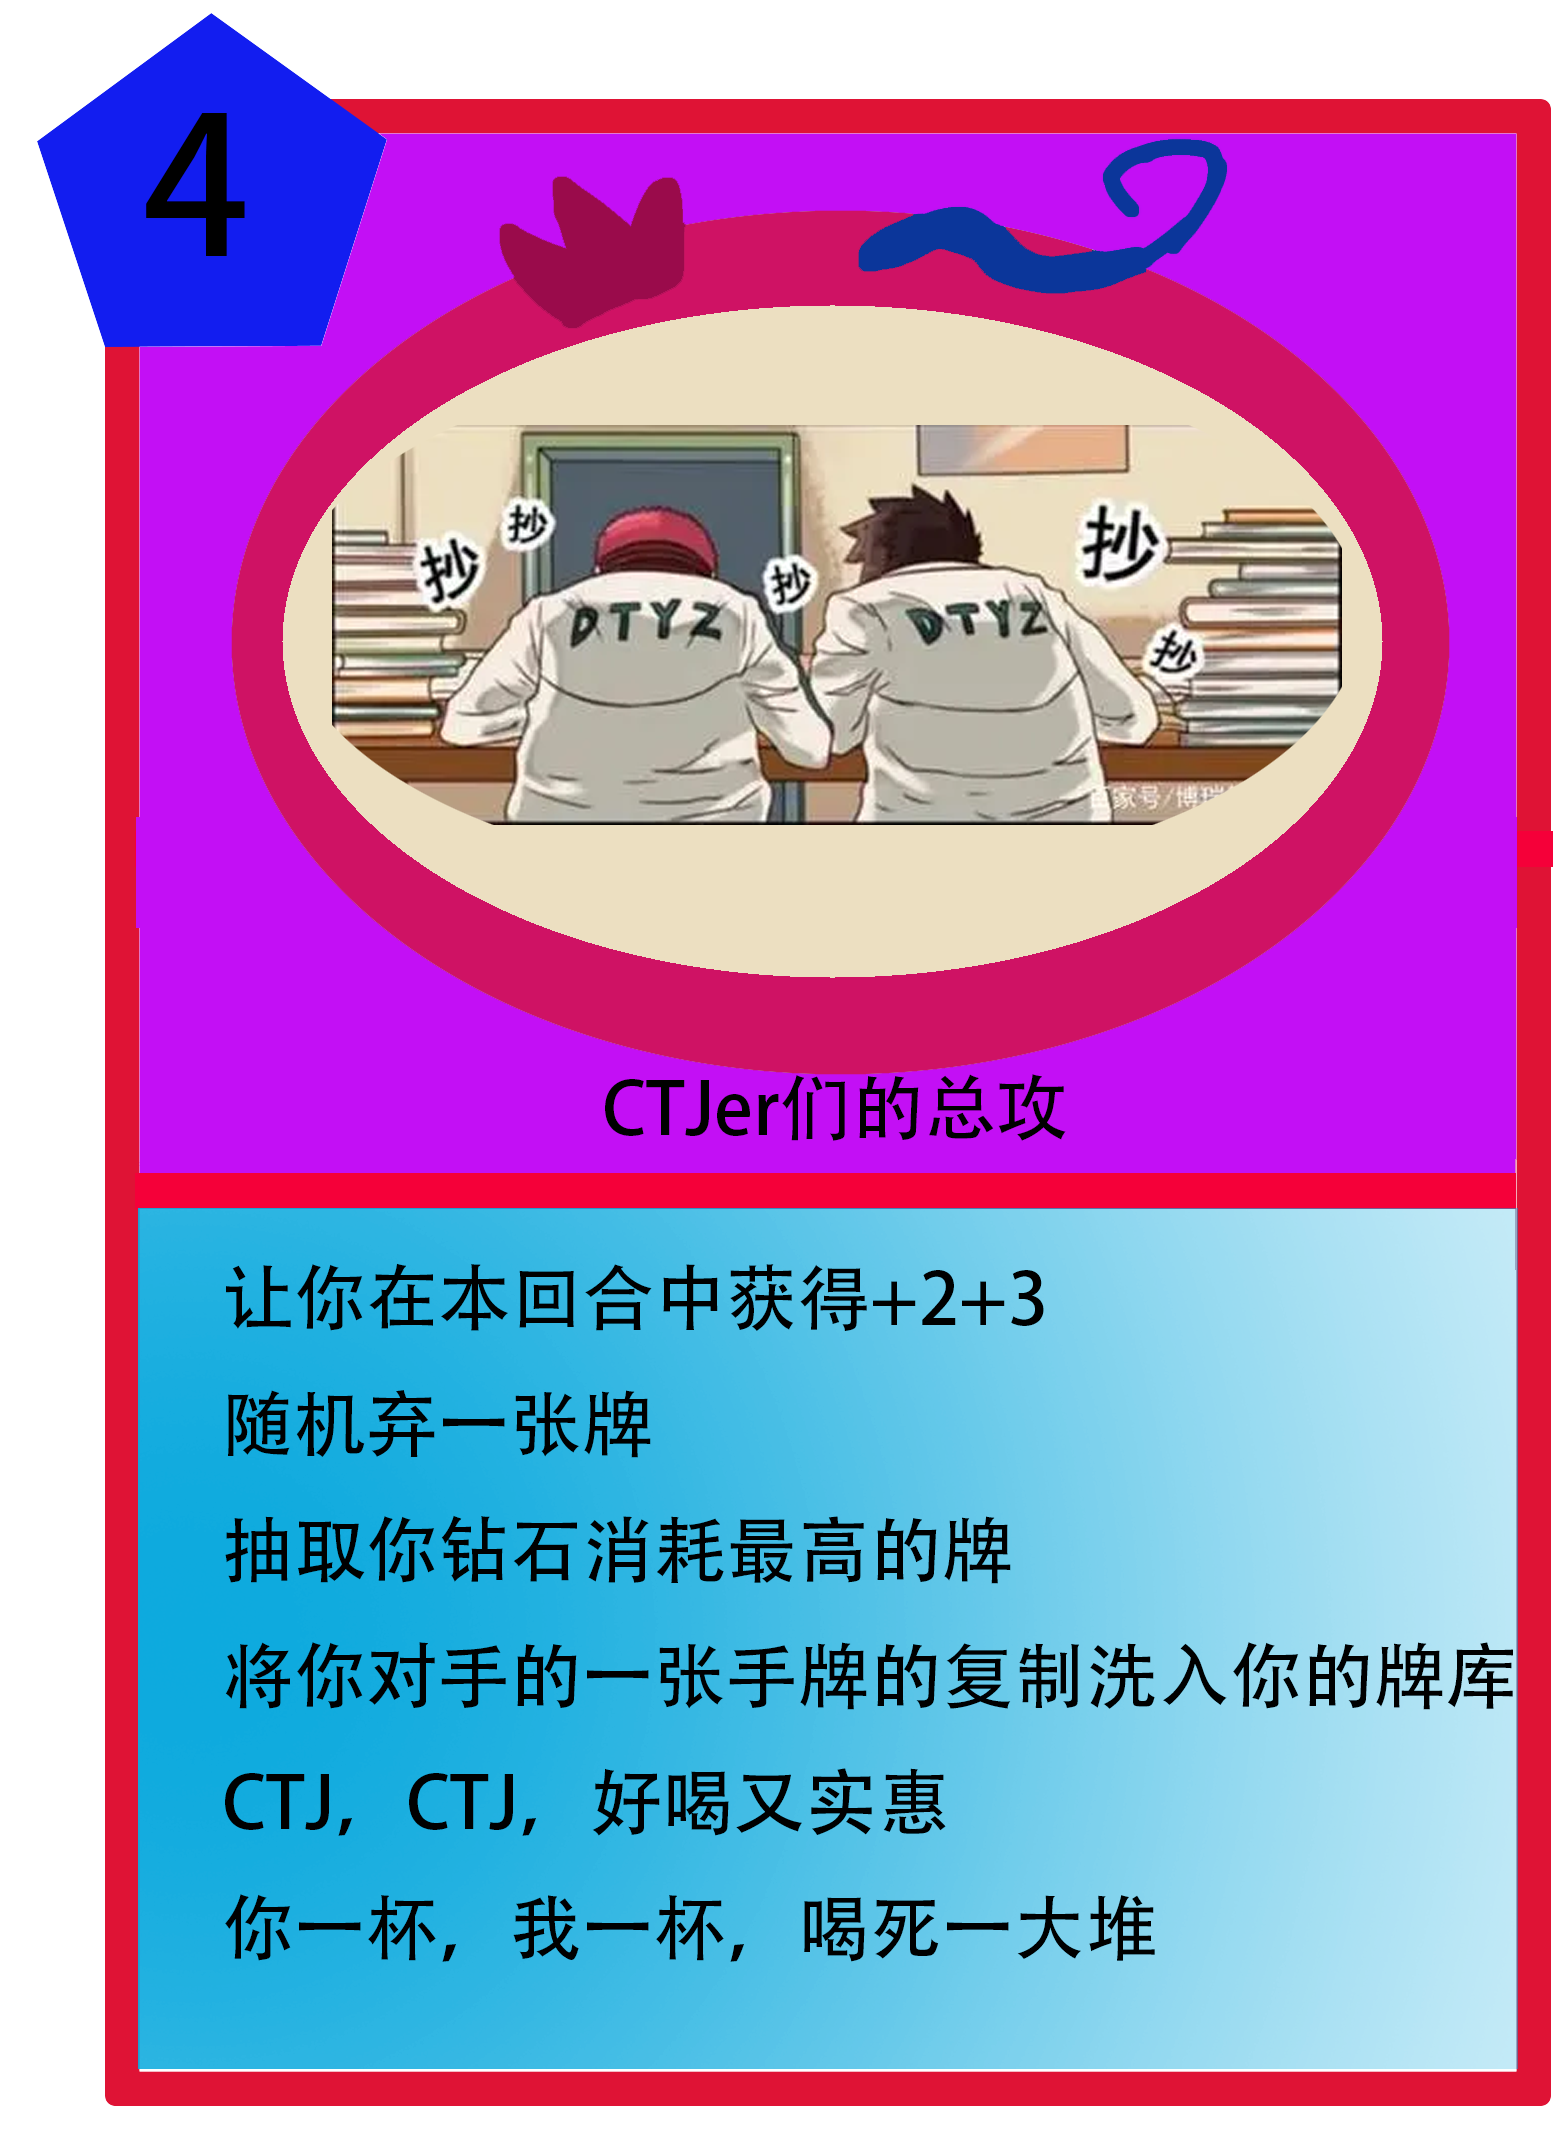 4
抄
抄
抄
抄
抄
DTYZ
DTYZ
家号/博瑞
CTJer们的总攻
让你在本回合中获得+2+3
随机弃一张牌
抽取你钻石消耗最高的牌
将你对手的一张手牌的复制洗入你的牌库
CTJ，CTJ，好喝又实惠
你一杯，我一杯，喝死一大堆